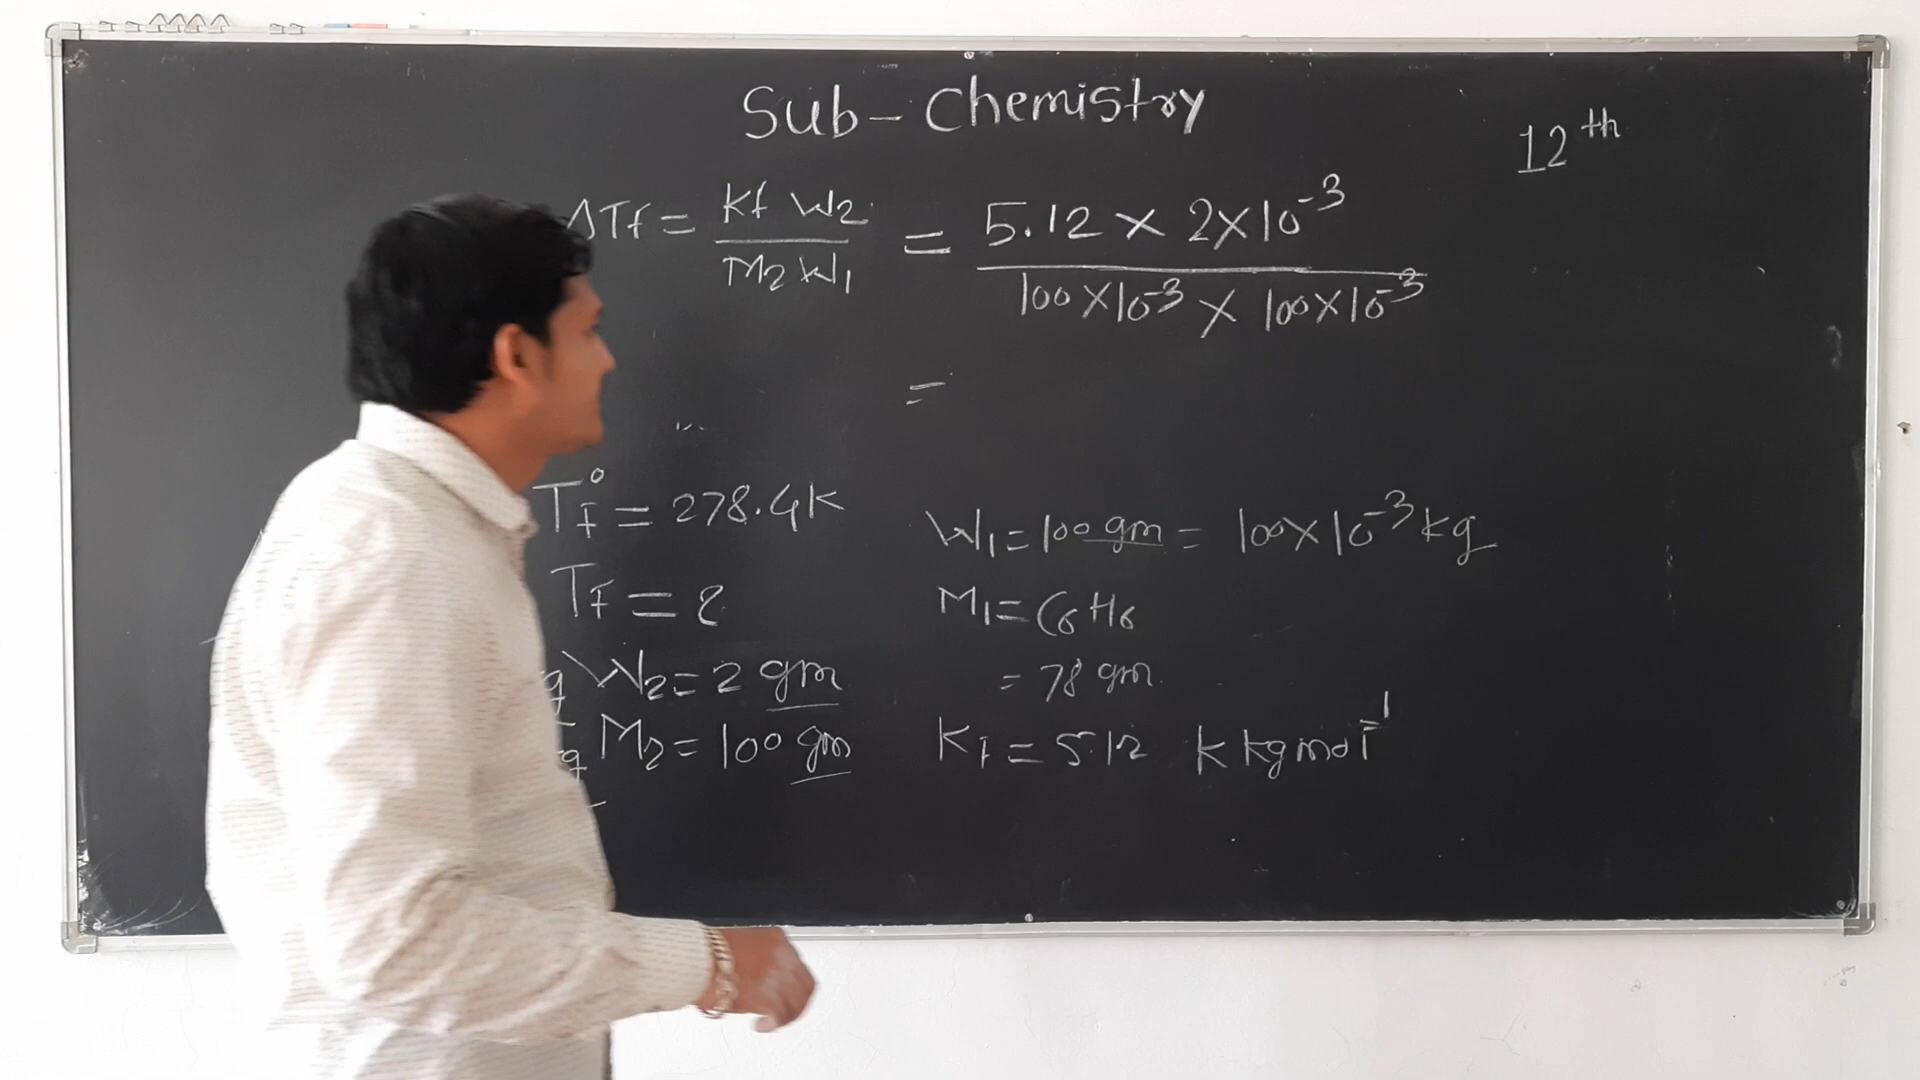 Sub - Chemistry
12th
ΔTf = Kf W2 / M2 W1 = 5.12 × 2×10⁻³ / 100×10⁻³ × 100×10⁻³
=
Tf° = 278.4K
Tf = ?
g W2 = 2 gm
g M2 = 100 gm
W1 = 100 gm = 100×10⁻³ kg
M1 = C6H6
= 78 gm
Kf = 5.12 K kg mol⁻¹